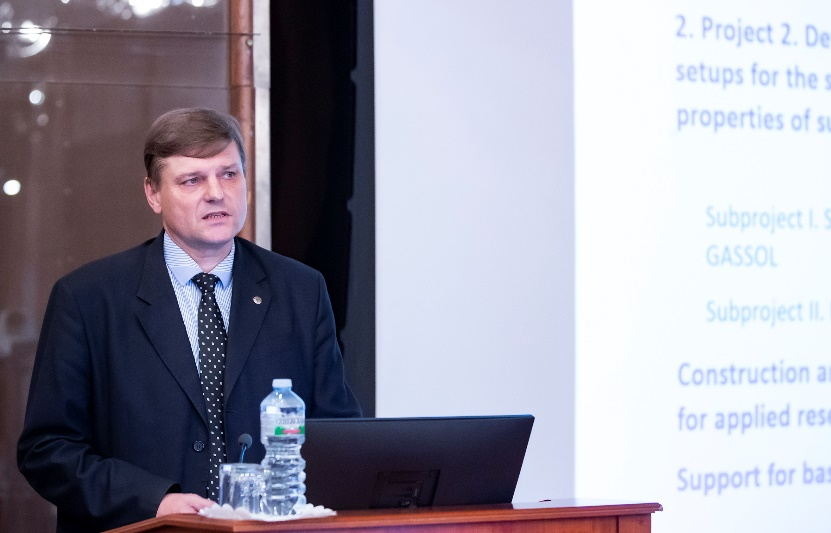 2. Project 2. De
setups for the s
properties of su
Subproject I. S
GASSOL
Subproject II.
Construction an
for applied rese
Support for bas